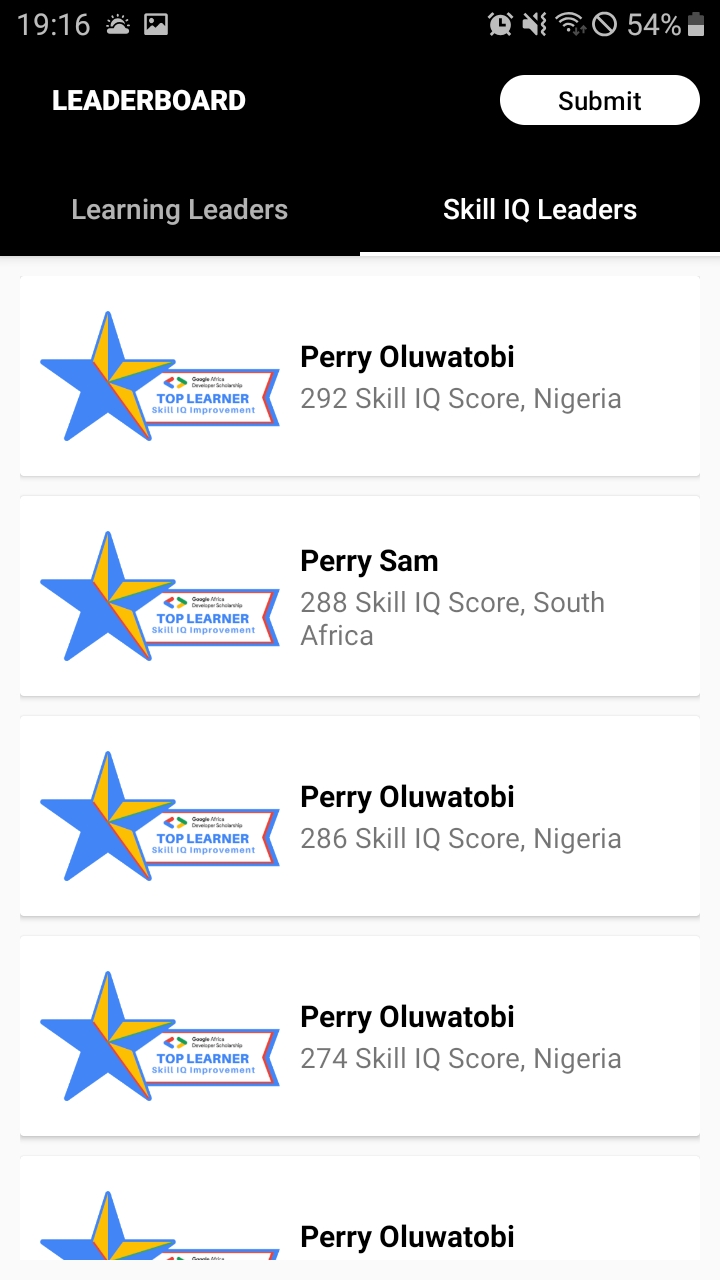 19:16 54%
LEADERBOARD Submit
Learning Leaders Skill IQ Leaders
Google Africa
Developer Scholarship
TOP LEARNER
Skill IQ Improvement
Perry Oluwatobi
292 Skill IQ Score, Nigeria
Google Africa
Developer Scholarship
TOP LEARNER
Skill IQ Improvement
Perry Sam
288 Skill IQ Score, South
Africa
Google Africa
Developer Scholarship
TOP LEARNER
Skill IQ Improvement
Perry Oluwatobi
286 Skill IQ Score, Nigeria
Google Africa
Developer Scholarship
TOP LEARNER
Skill IQ Improvement
Perry Oluwatobi
274 Skill IQ Score, Nigeria
Perry Oluwatobi